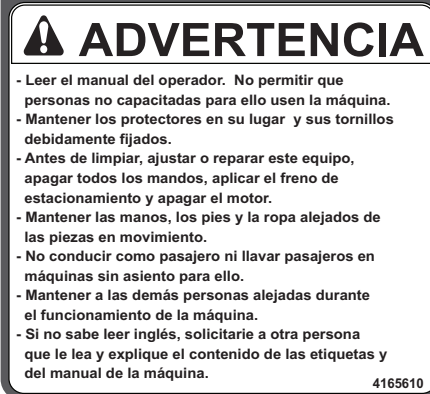 ADVERTENCIA
- Leer el manual del operador. No permitir que
personas no capacitadas para ello usen la máquina.
- Mantener los protectores en su lugar y sus tornillos
debidamente fijados.
- Antes de limpiar, ajustar o reparar este equipo,
apagar todos los mandos, aplicar el freno de
estacionamiento y apagar el motor.
- Mantener las manos, los pies y la ropa alejados de
las piezas en movimiento.
- No conducir como pasajero ni llavar pasajeros en
máquinas sin asiento para ello.
- Mantener a las demás personas alejadas durante
el funcionamiento de la máquina.
- Si no sabe leer inglés, solicitarie a otra persona
que le lea y explique el contenido de las etiquetas y
del manual de la máquina.
4165610